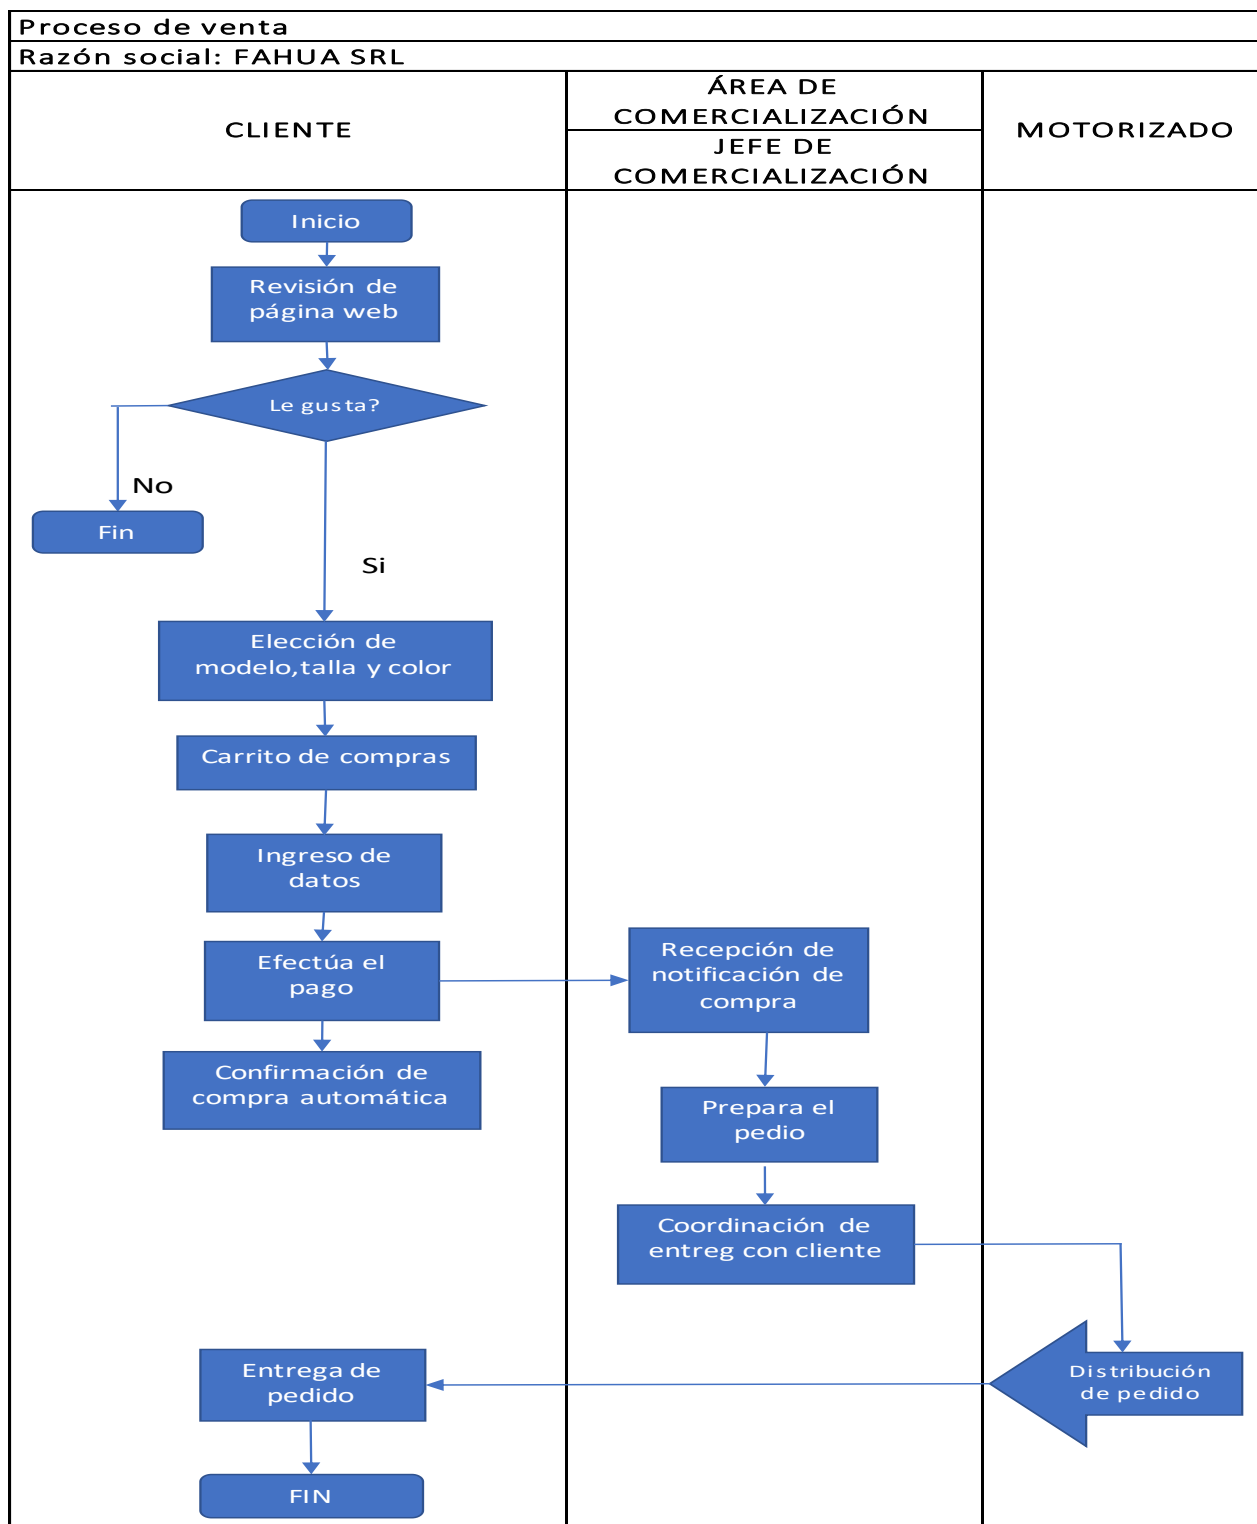 Proceso de venta
Razón social: FAHUA SRL
CLIENTE
ÁREA DE
COMERCIALIZACIÓN
JEFE DE
COMERCIALIZACIÓN
MOTORIZADO
Inicio
Revisión de
página web
Le gusta?
No
Fin
Si
Elección de
modelo,talla y color
Carrito de compras
Ingreso de
datos
Efectúa el
pago
Recepción de
notificación de
compra
Confirmación de
compra automática
Prepara el
pedio
Coordinación de
entreg con cliente
Distribución
de pedido
Entrega de
pedido
FIN